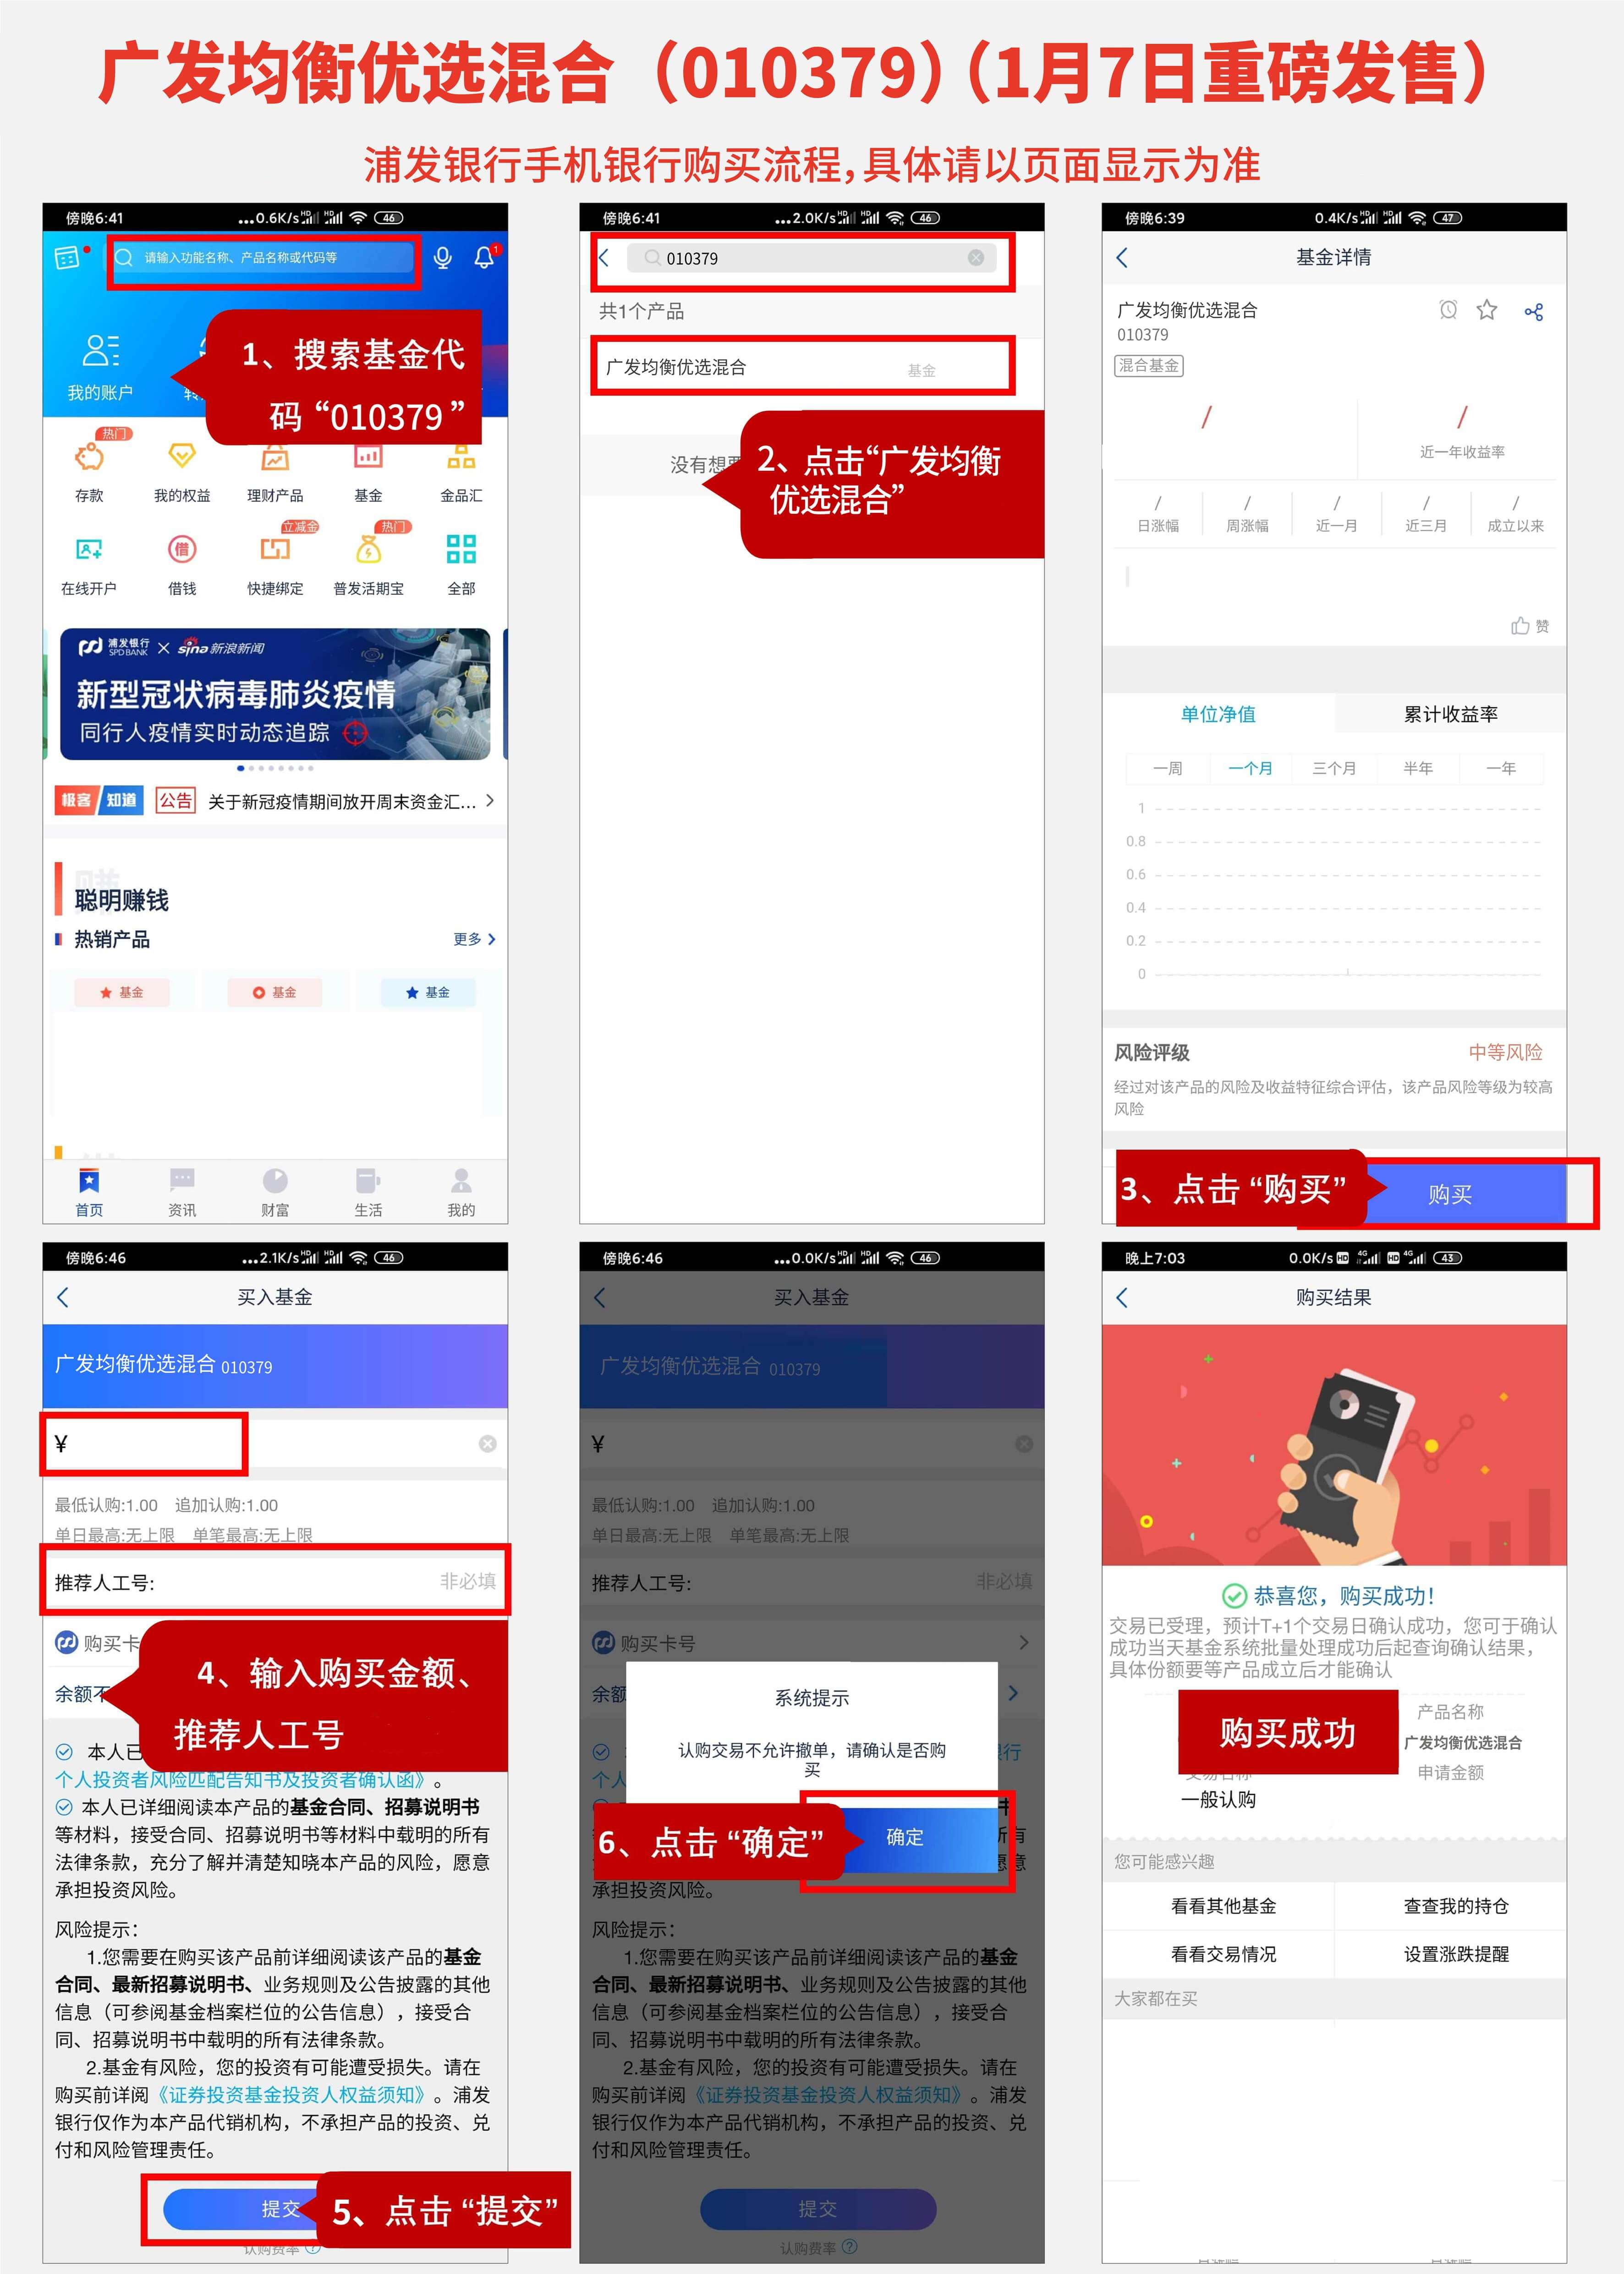 广发均衡优选混合（010379）（1月7日重磅发售）
浦发银行手机银行购买流程,具体请以页面显示为准
傍晚6:41 ...0.6K/s HD HD 46
请输入功能名称、产品名称或代码等
1
我的账户
1、搜索基金代
码“010379”
热门
存款 我的权益 理财产品 基金 金品汇
立减金 热门
借
在线开户 借钱 快捷绑定 普发活期宝 全部
浦发银行 SPD BANK × sina 新浪新闻
新型冠状病毒肺炎疫情
同行人疫情实时动态追踪
极客 知道 公告 关于新冠疫情期间放开周末资金汇...
聪明赚钱
热销产品 更多
基金 基金 基金
首页 资讯 财富 生活 我的
傍晚6:41 ...2.0K/s HD HD 46
010379
共1个产品
广发均衡优选混合 基金
没有想
2、点击“广发均衡
优选混合”
傍晚6:39 0.4K/s HD HD 47
基金详情
广发均衡优选混合
010379
混合基金
/ /
近一年收益率
/ / / / /
日涨幅 周涨幅 近一月 近三月 成立以来
赞
单位净值 累计收益率
一周 一个月 三个月 半年 一年
1
0.8
0.6
0.4
0.2
0
风险评级 中等风险
经过对该产品的风险及收益特征综合评估，该产品风险等级为较高
风险
3、点击“购买” 购买
傍晚6:46 ...2.1K/s HD HD 46
买入基金
广发均衡优选混合 010379
¥
最低认购:1.00 追加认购:1.00
单日最高:无上限 单笔最高:无上限
推荐人工号: 非必填
购买卡
余额不
4、输入购买金额、
推荐人工号
本人已
个人投资者风险匹配告知书及投资者确认函》。
本人已详细阅读本产品的基金合同、招募说明书
等材料，接受合同、招募说明书等材料中载明的所有
法律条款，充分了解并清楚知晓本产品的风险，愿意
承担投资风险。
风险提示：
1.您需要在购买该产品前详细阅读该产品的基金
合同、最新招募说明书、业务规则及公告披露的其他
信息（可参阅基金档案栏位的公告信息），接受合
同、招募说明书中载明的所有法律条款。
2.基金有风险，您的投资有可能遭受损失。请在
购买前详阅《证券投资基金投资人权益须知》。浦发
银行仅作为本产品代销机构，不承担产品的投资、兑
付和风险管理责任。
提交
5、点击“提交”
认购费率 ?
傍晚6:46 ...0.0K/s HD HD 46
买入基金
广发均衡优选混合 010379
¥
最低认购:1.00 追加认购:1.00
单日最高:无上限 单笔最高:无上限
推荐人工号: 非必填
购买卡号
余额
系统提示
认购交易不允许撤单，请确认是否购
买
行
个人
6、点击“确定” 确定
有
意
承担投资风险。
风险提示：
1.您需要在购买该产品前详细阅读该产品的基金
合同、最新招募说明书、业务规则及公告披露的其他
信息（可参阅基金档案栏位的公告信息），接受合
同、招募说明书中载明的所有法律条款。
2.基金有风险，您的投资有可能遭受损失。请在
购买前详阅《证券投资基金投资人权益须知》。浦发
银行仅作为本产品代销机构，不承担产品的投资、兑
付和风险管理责任。
提交
认购费率 ?
晚上7:03 0.0K/s HD 4G HD 4G 43
购买结果
恭喜您，购买成功！
交易已受理，预计T+1个交易日确认成功，您可于确认
成功当天基金系统批量处理成功后起查询确认结果，
具体份额要等产品成立后才能确认
产品名称
购买成功
广发均衡优选混合
交易名称 申请金额
一般认购
您可能感兴趣
看看其他基金 查查我的持仓
看看交易情况 设置涨跌提醒
大家都在买